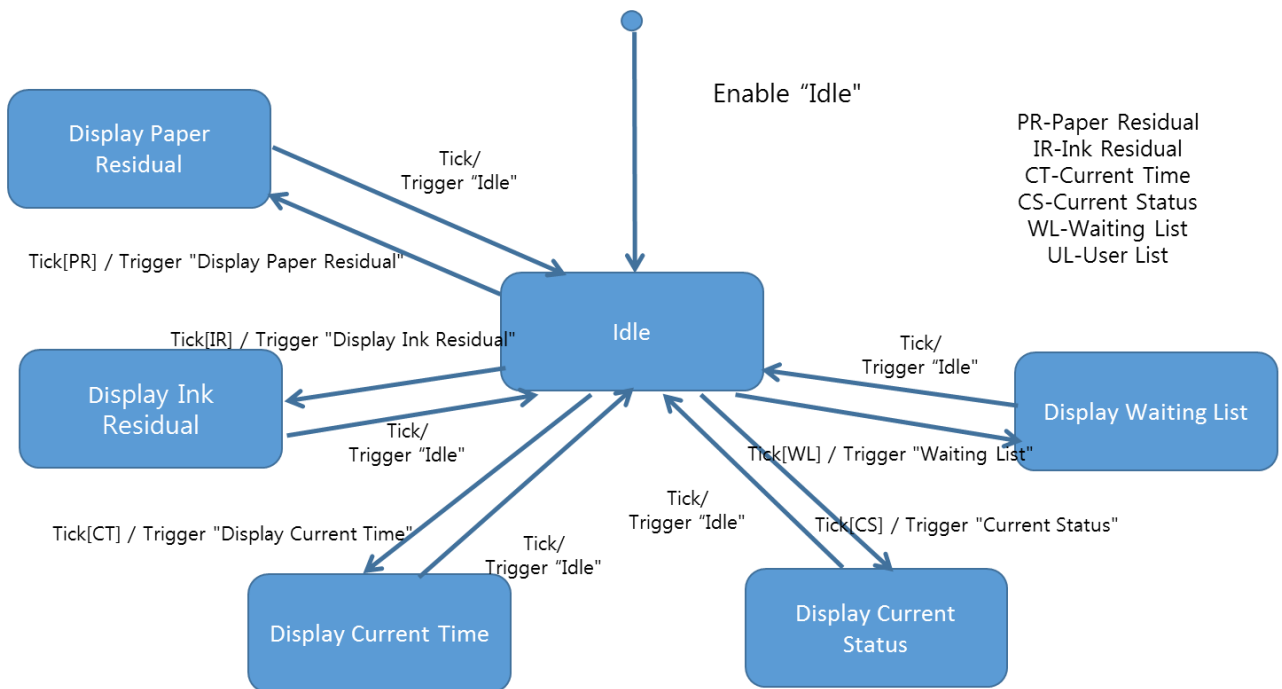 Enable “Idle"
PR-Paper Residual
IR-Ink Residual
CT-Current Time
CS-Current Status
WL-Waiting List
UL-User List
Display Paper
Residual
Tick/
Trigger “Idle"
Tick[PR] / Trigger "Display Paper Residual"
Idle
Tick[IR] / Trigger "Display Ink Residual"
Tick/
Trigger “Idle"
Display Ink
Residual
Display Waiting List
Tick/
Trigger “Idle"
Tick[WL] / Trigger "Waiting List"
Tick/
Trigger “Idle"
Tick[CS] / Trigger "Current Status"
Tick[CT] / Trigger "Display Current Time"
Tick/
Trigger “Idle"
Display Current Time
Display Current
Status